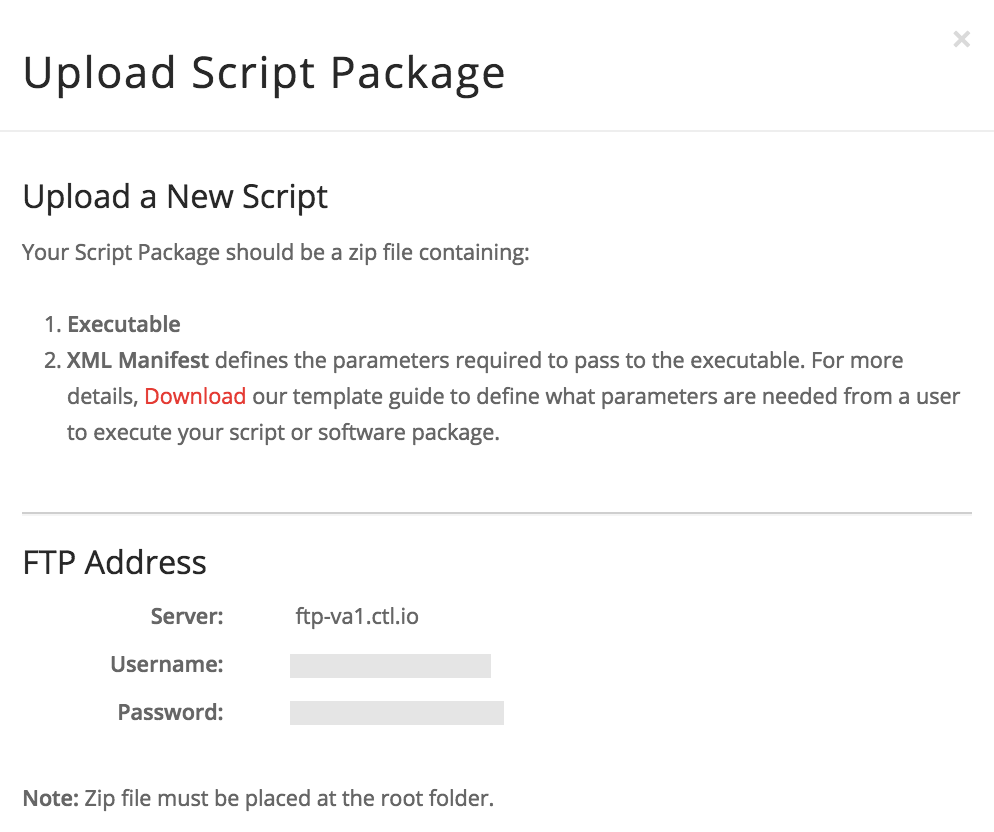 Upload Script Package
Upload a New Script
Your Script Package should be a zip file containing:
1. Executable
2. XML Manifest defines the parameters required to pass to the executable. For more
details, Download our template guide to define what parameters are needed from a user
to execute your script or software package.
FTP Address
Server: ftp-va1.ctl.io
Username:
Password:
Note: Zip file must be placed at the root folder.